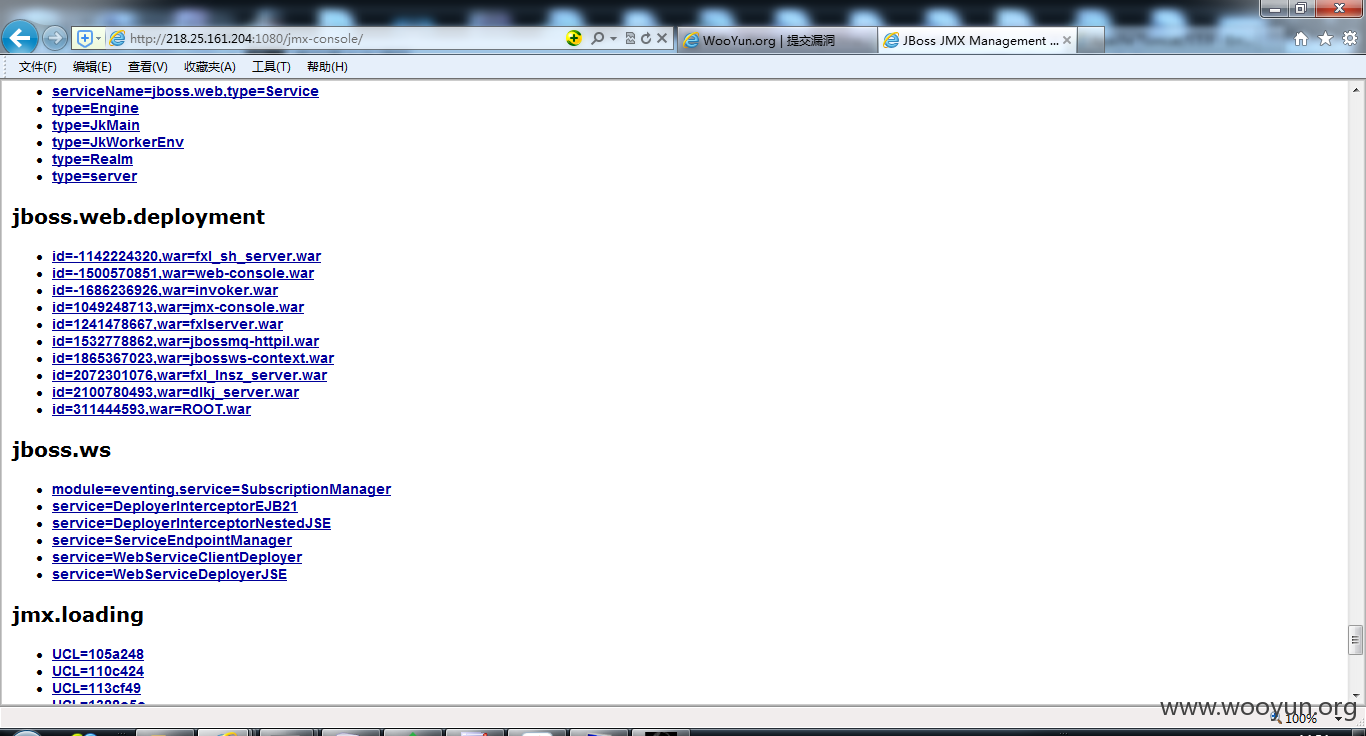 http://218.25.161.204:1080/jmx-console/
WooYun.org | 提交漏洞
JBoss JMX Management ...
文件(F) 编辑(E) 查看(V) 收藏夹(A) 工具(T) 帮助(H)
serviceName=jboss.web,type=Service
type=Engine
type=JkMain
type=JkWorkerEnv
type=Realm
type=server
jboss.web.deployment
id=-1142224320,war=fxl_sh_server.war
id=-1500570851,war=web-console.war
id=-1686236926,war=invoker.war
id=1049248713,war=jmx-console.war
id=1241478667,war=fxlserver.war
id=1532778862,war=jbossmq-httpil.war
id=1865367023,war=jbossws-context.war
id=2072301076,war=fxl_lnsz_server.war
id=2100780493,war=dlkj_server.war
id=311444593,war=ROOT.war
jboss.ws
module=eventing,service=SubscriptionManager
service=DeployerInterceptorEJB21
service=DeployerInterceptorNestedJSE
service=ServiceEndpointManager
service=WebServiceClientDeployer
service=WebServiceDeployerJSE
jmx.loading
UCL=105a248
UCL=110c424
UCL=113cf49
www.wooyun.org
100%